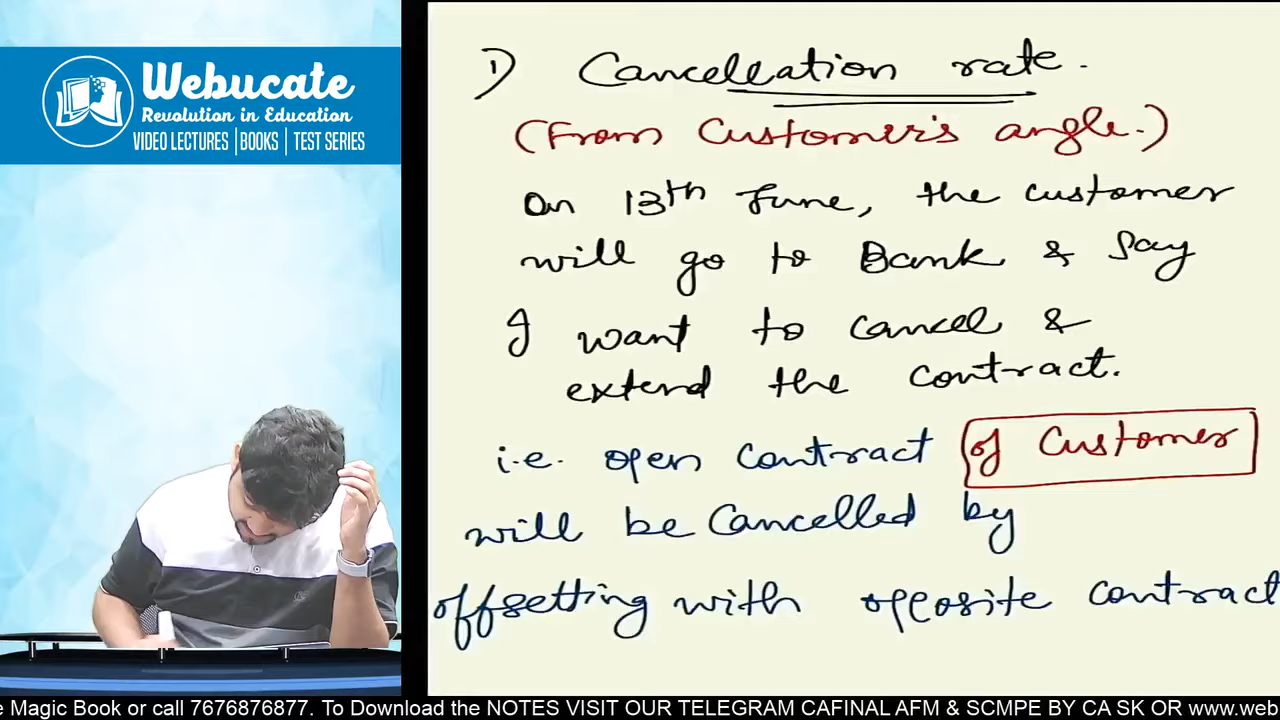 Webucate
Revolution in Education
VIDEO LECTURES | BOOKS | TEST SERIES
1) Cancellation rate.
(From Customer's angle.)
On 13th June, the customer
will go to Bank & Say
I want to cancel &
extend the contract.
i.e. open contract of Customer
will be Cancelled by
offsetting with opposite contract
e Magic Book or call 7676876877. To Download the NOTES VISIT OUR TELEGRAM CAFINAL AFM & SCMPE BY CA SK OR www.web